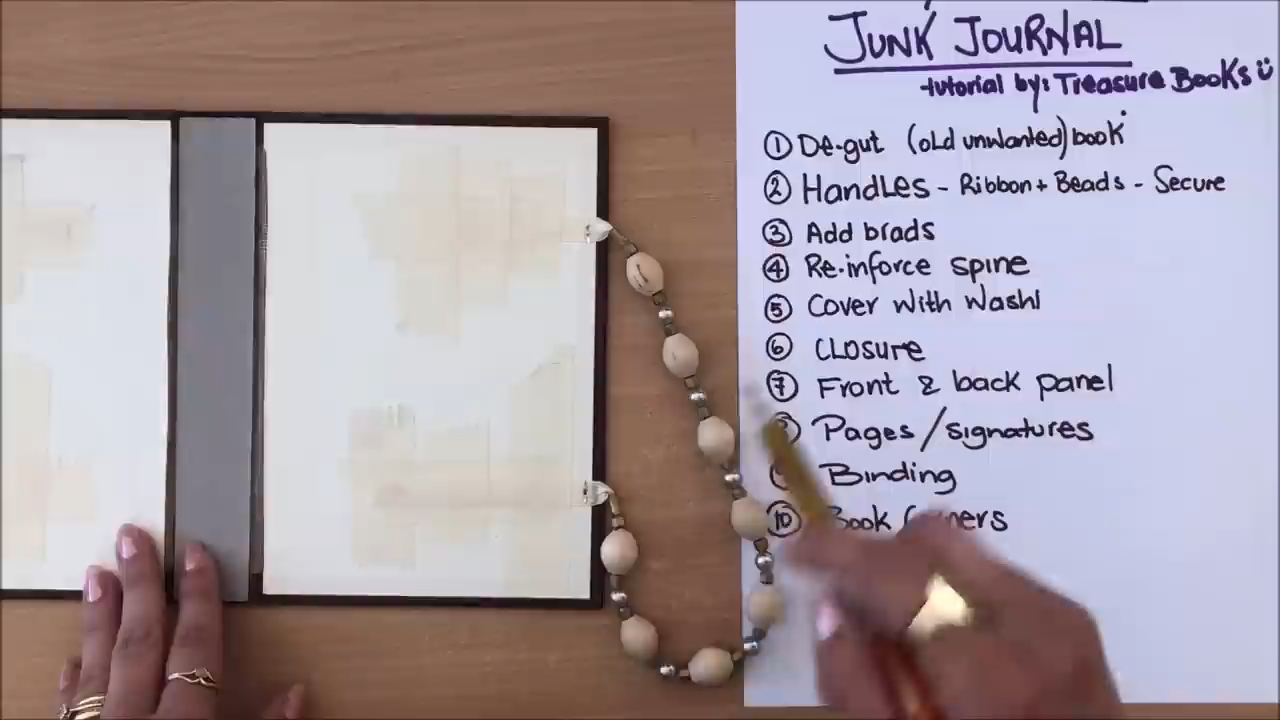 JUNK JOURNAL
tutorial by: Treasure Books
① De-gut (old unwanted) book
② Handles - Ribbon + Beads - Secure
③ Add brads
④ Re-inforce spine
⑤ Cover with Washi
⑥ Closure
⑦ Front & back panel
Pages/signatures
Binding
⑩ Book